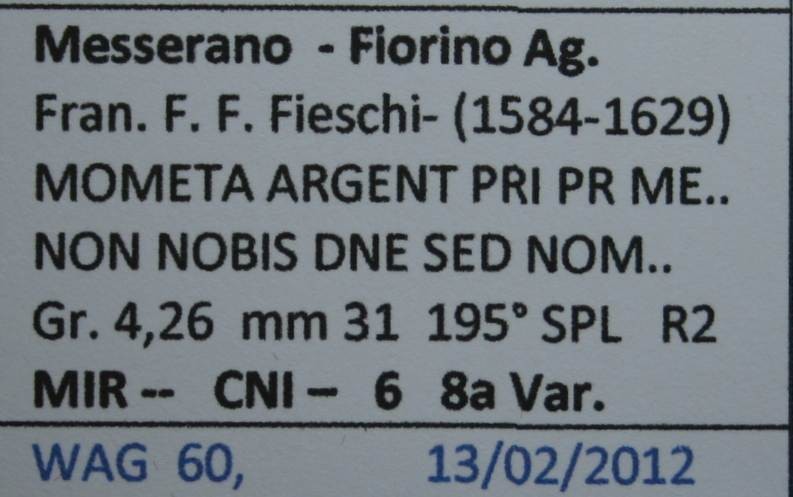 Messerano - Fiorino Ag.
Fran. F. F. Fieschi- (1584-1629)
MOMETA ARGENT PRI PR ME..
NON NOBIS DNE SED NOM..
Gr. 4,26 mm 31 195° SPL R2
MIR -- CNI – 6 8a Var.
WAG 60, 13/02/2012